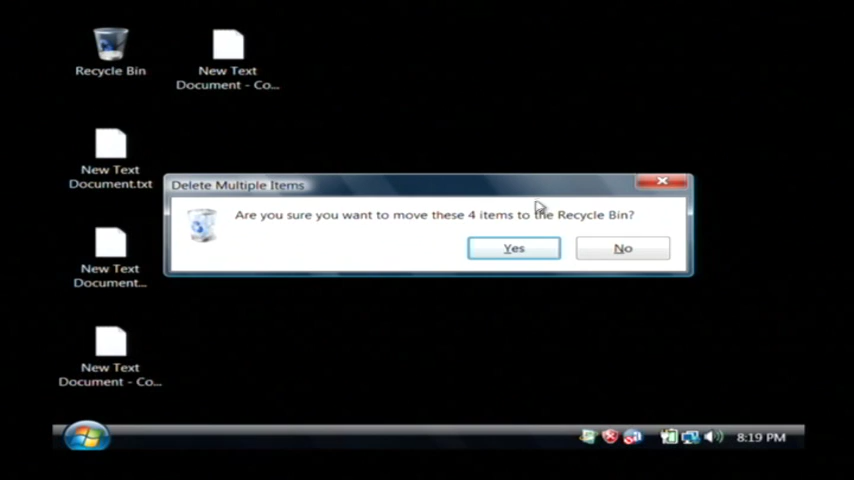 Recycle Bin
New Text
Document - Co...
New Text
Document.txt
Delete Multiple Items
Are you sure you want to move these 4 items to the Recycle Bin?
Yes
No
New Text
Document...
New Text
Document - Co...
8:19 PM